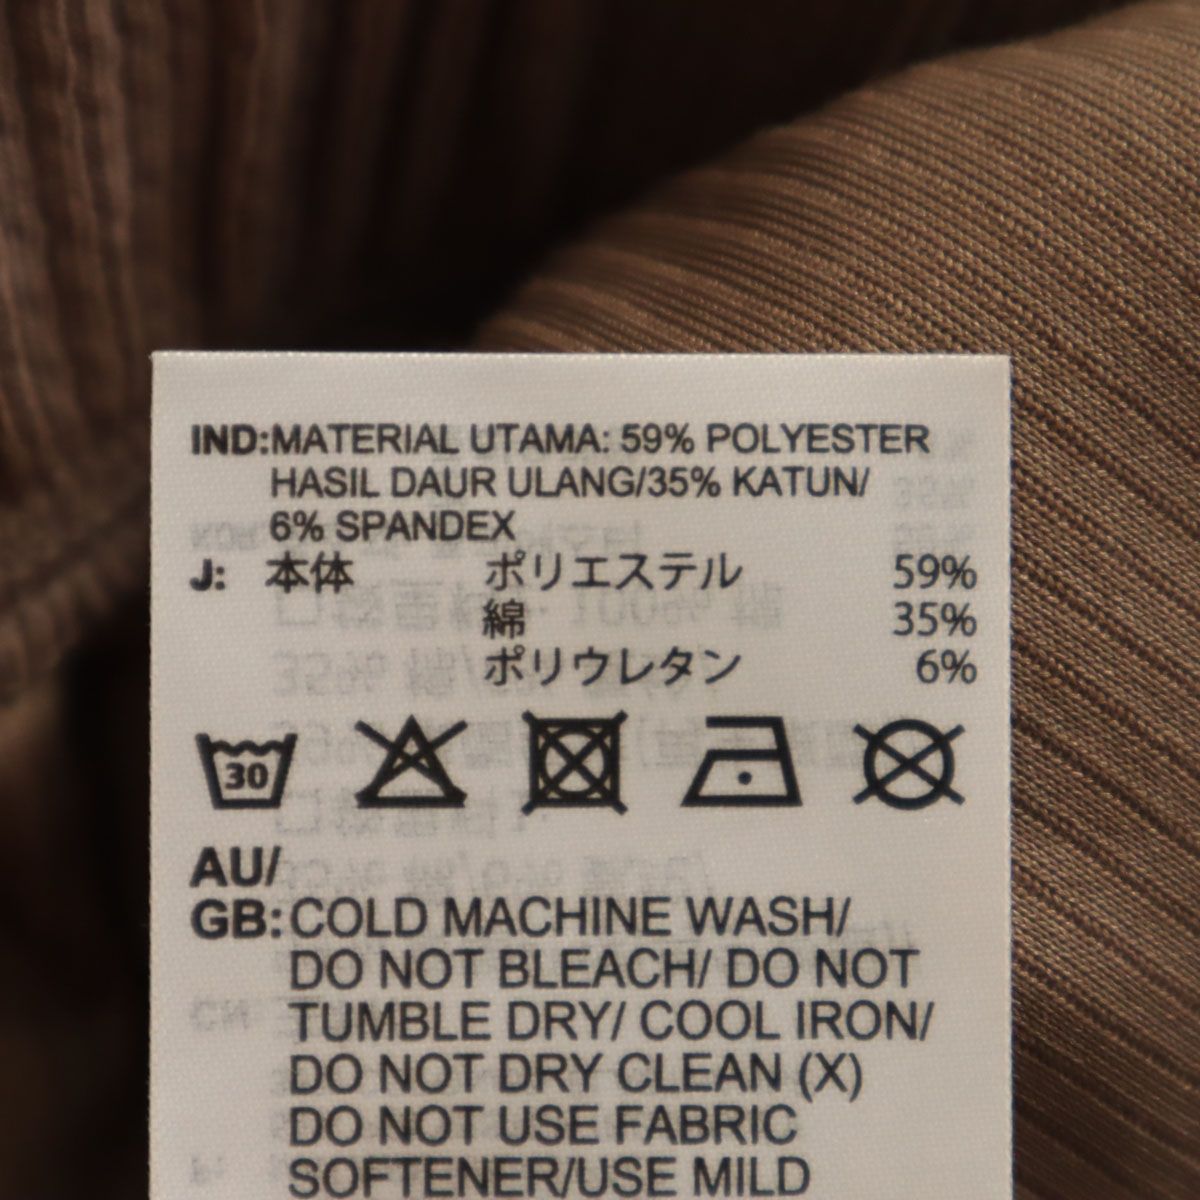 IND:MATERIAL UTAMA: 59% POLYESTER
HASIL DAUR ULANG/35% KATUN/
6% SPANDEX
J: 本体 ポリエステル 59%
綿 35%
ポリウレタン 6%
30
AU/
GB:COLD MACHINE WASH/
DO NOT BLEACH/ DO NOT
TUMBLE DRY/ COOL IRON/
DO NOT DRY CLEAN (X)
DO NOT USE FABRIC
SOFTENER/USE MILD